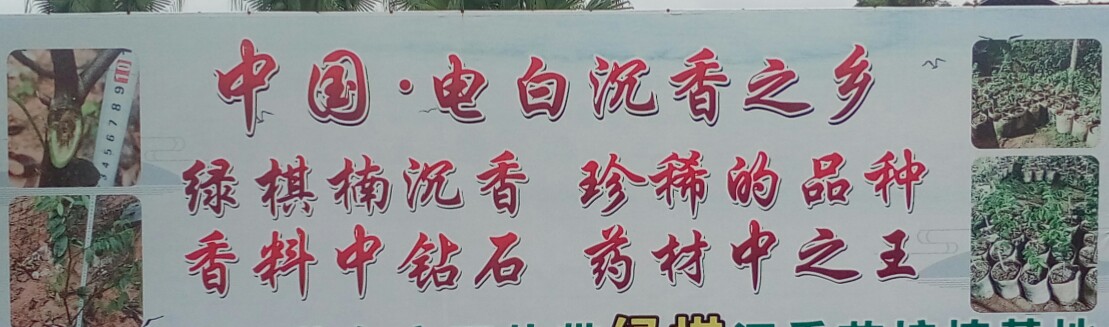 中国·电白沉香之乡
绿棋楠沉香 珍稀的品种
香料中钻石 药材中之王